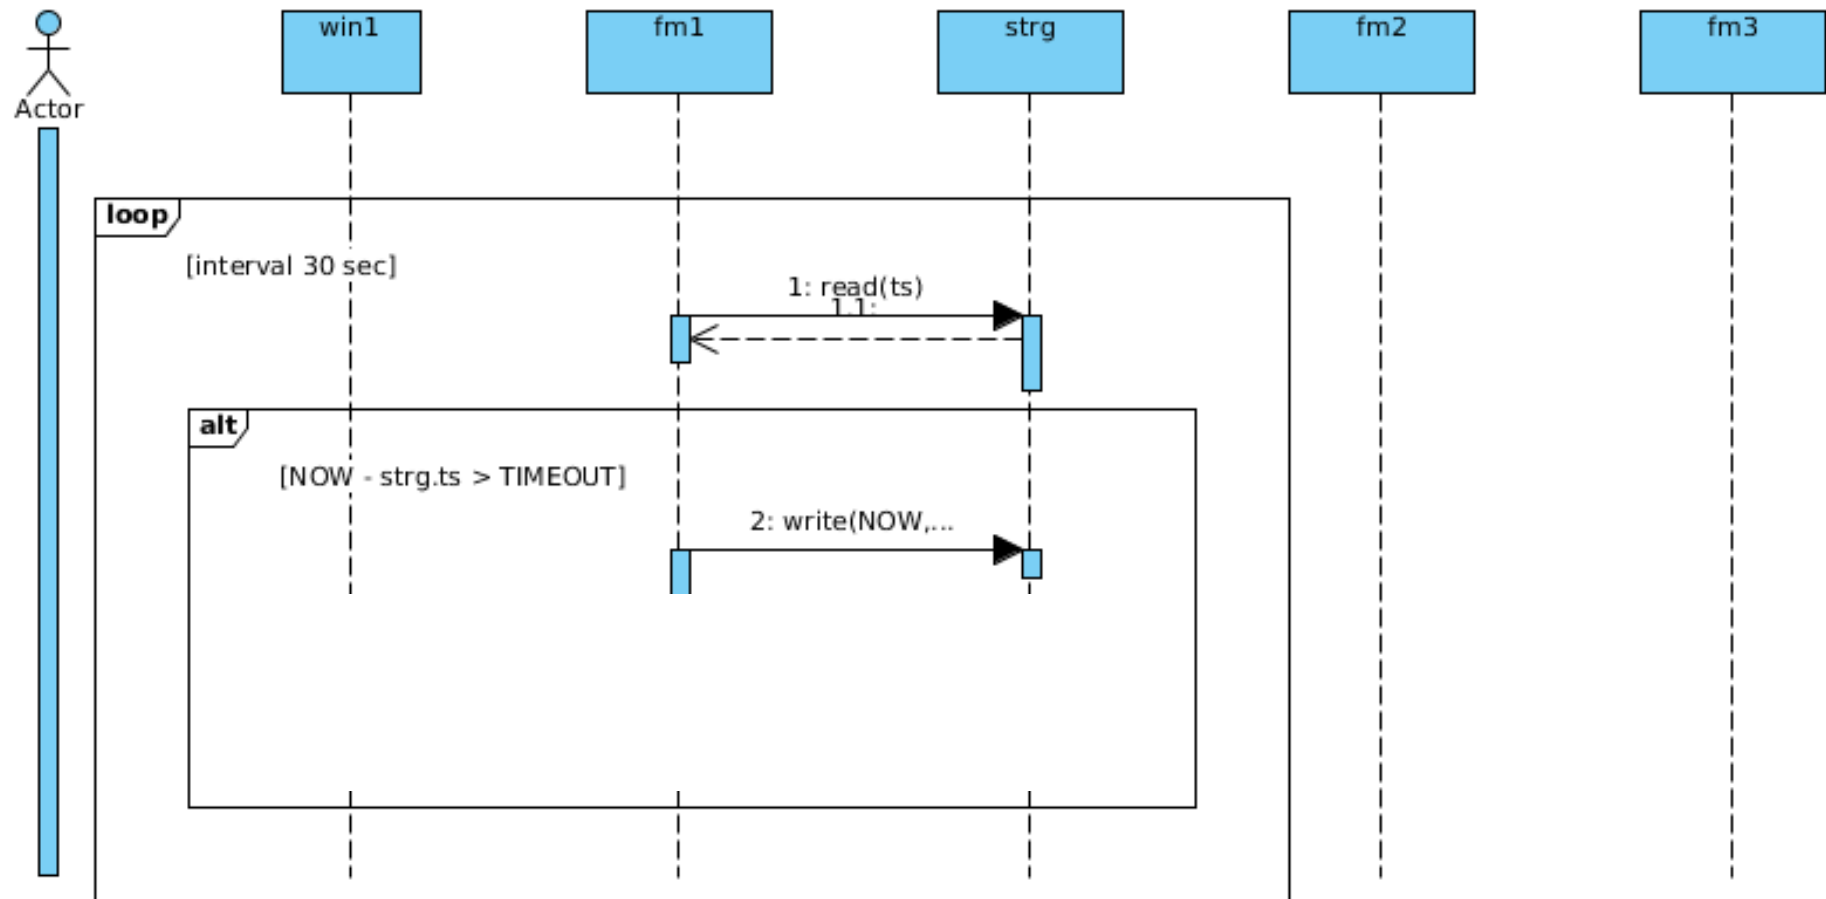 win1
fm1
strg
fm2
fm3
Actor
loop
[interval 30 sec]
1: read(ts)
1.1:
alt
[NOW - strg.ts > TIMEOUT]
2: write(NOW,...